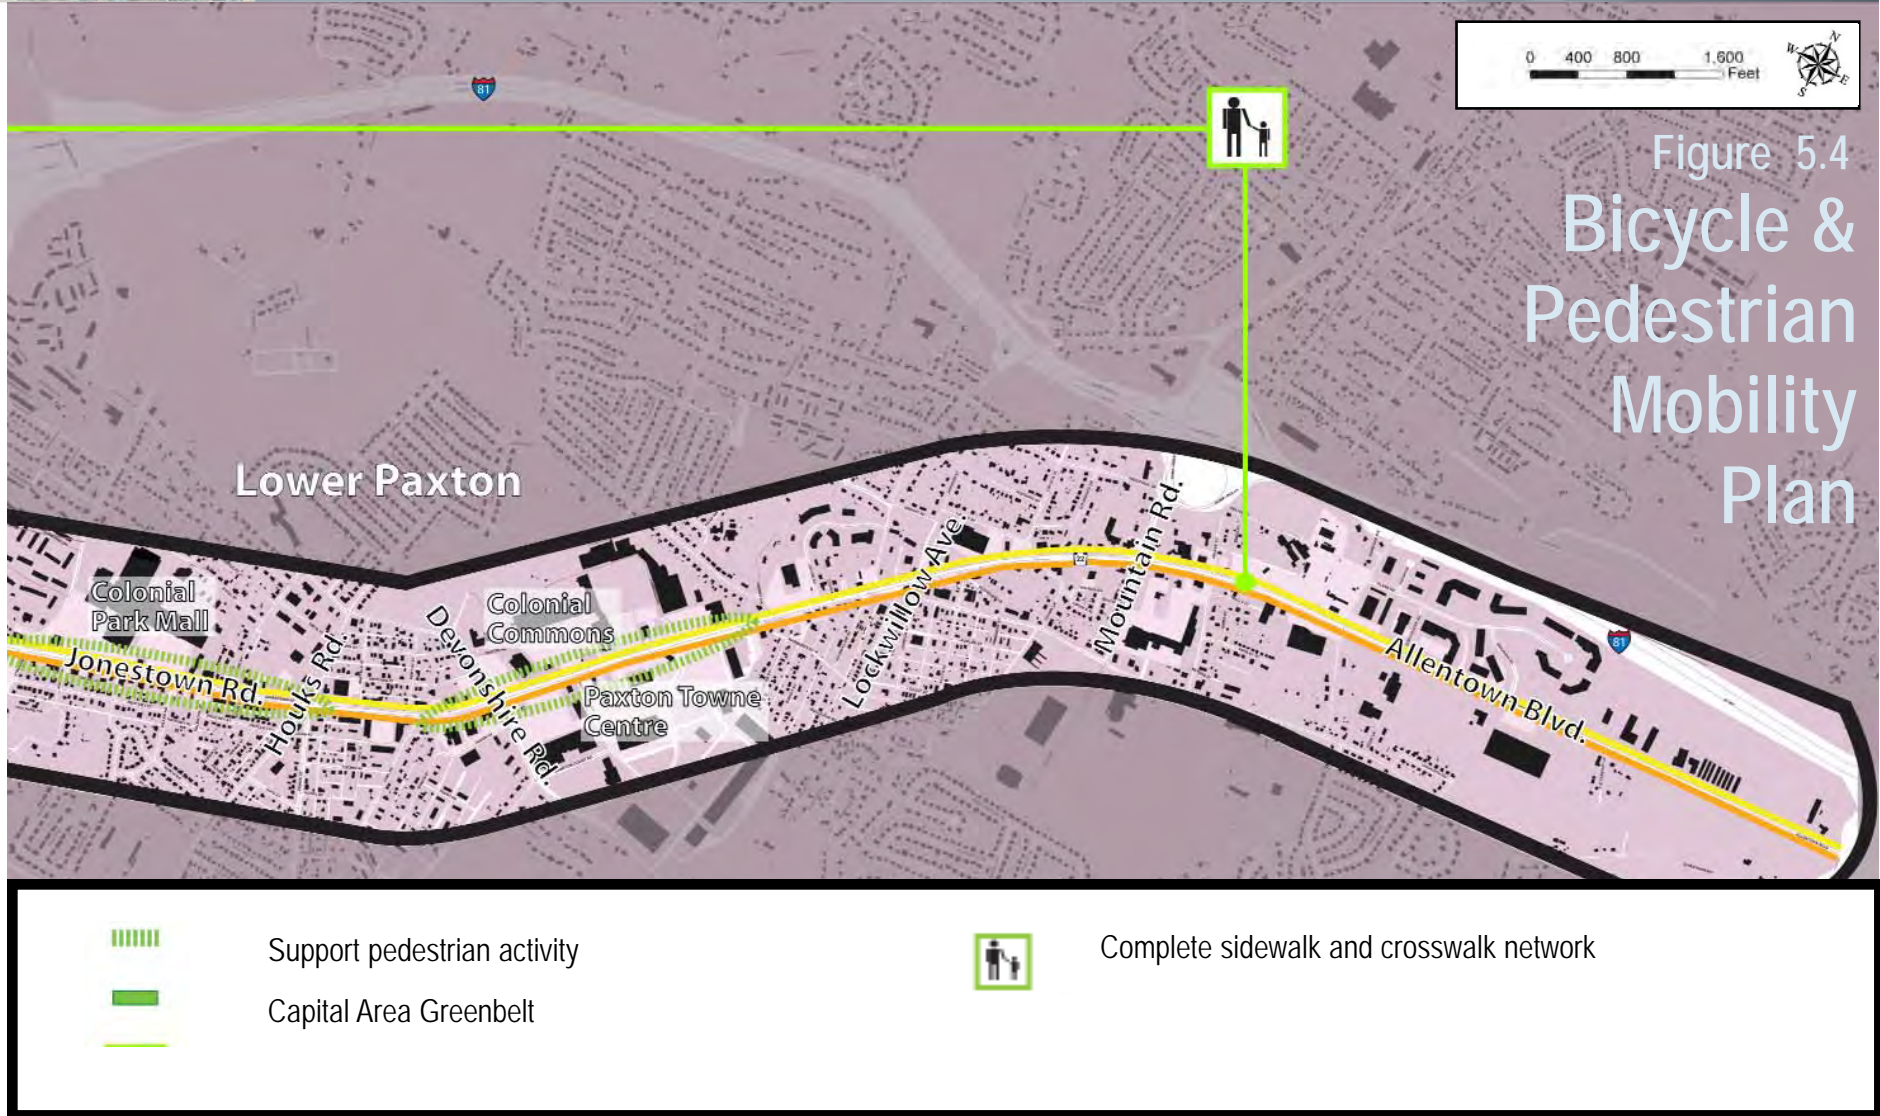 0 400 800 1,600
Feet
N
W
E
S
81
Figure 5.4
Bicycle &
Pedestrian
Mobility
Plan
Lower Paxton
Colonial
Park Mall
Jonestown Rd.
Houks Rd.
Devonshire Rd.
Colonial
Commons
Paxton Towne
Centre
Lockwillow Ave.
22
Mountain Rd.
Allentown Blvd.
81
Support pedestrian activity
Capital Area Greenbelt
Complete sidewalk and crosswalk network